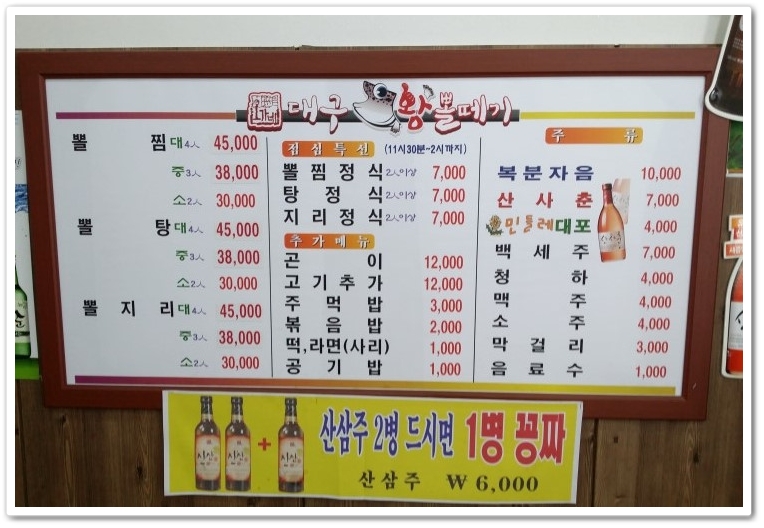 대구 황뽈떼기
뽈 찜 대4人 45,000
중3人 38,000
소2人 30,000
뽈 탕 대4人 45,000
중3人 38,000
소2人 30,000
뽈 지 리 대4人 45,000
중3人 38,000
소2人 30,000
점심특선 (11시30분~2시까지)
뽈찜정식 2人이상 7,000
탕 정 식 2人이상 7,000
지리정식 2人이상 7,000
추가메뉴
곤 이 12,000
고기추가 12,000
주먹밥 3,000
볶음밥 2,000
떡,라면(사리) 1,000
공기밥 1,000
주 류
복분자음 10,000
산사춘 7,000
민들레대포 4,000
백세주 7,000
청 하 4,000
맥 주 4,000
소 주 4,000
막걸리 3,000
음료수 1,000
산삼주 2병 드시면 1병 꽁짜
산삼주 ₩ 6,000